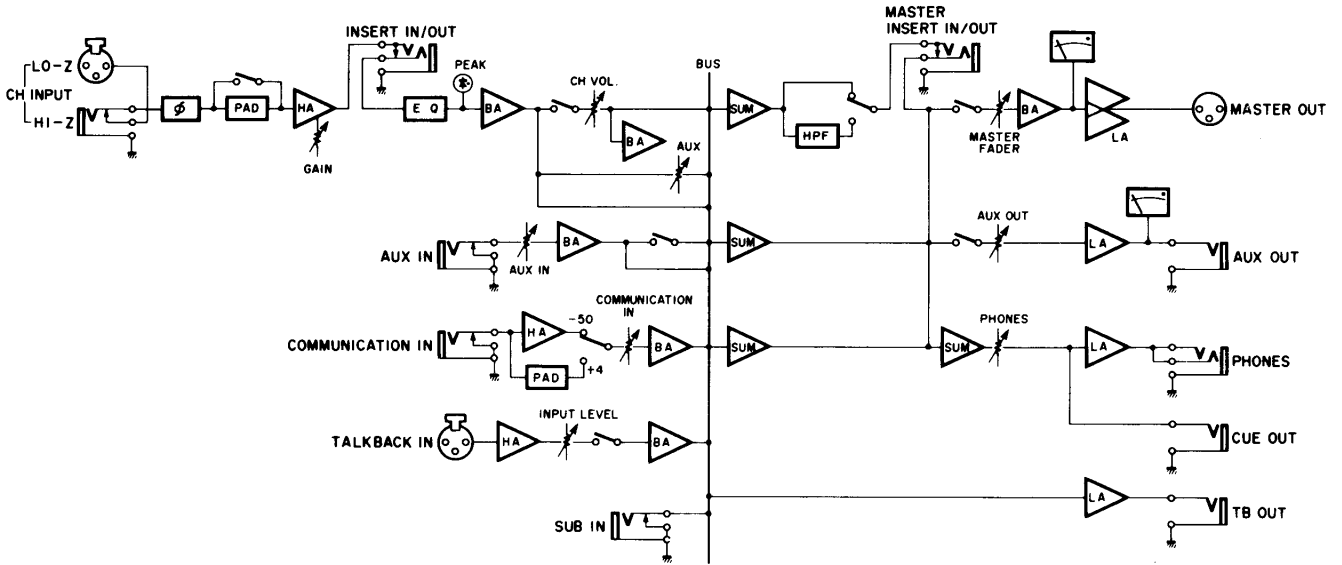 INSERT IN/OUT
MASTER
INSERT IN/OUT
LO-Z
CH INPUT
HI-Z
PEAK
CH VOL.
BUS
φ
PAD
HA
E Q
BA
SUM
HPF
BA
LA
MASTER OUT
GAIN
BA
AUX
MASTER
FADER
AUX IN
AUX IN
BA
SUM
AUX OUT
LA
AUX OUT
COMMUNICATION IN
HA
-50
COMMUNICATION
IN
PAD
+4
BA
SUM
SUM
PHONES
LA
PHONES
TALKBACK IN
HA
INPUT LEVEL
BA
CUE OUT
SUB IN
LA
TB OUT